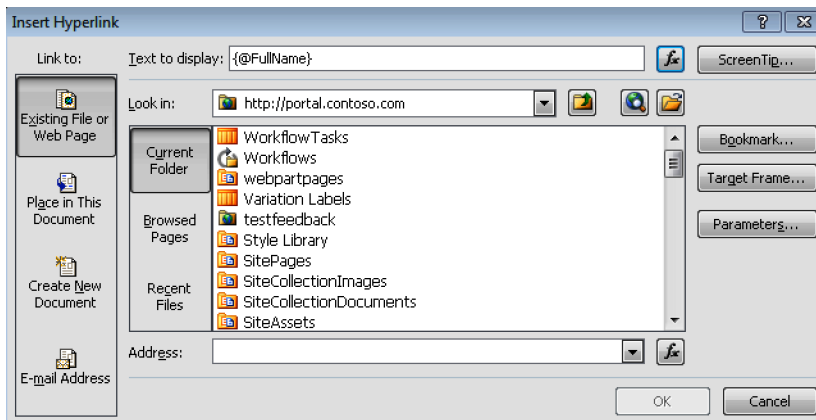 Insert Hyperlink
Link to:
Text to display: {@FullName}
fx
ScreenTip...
Existing File or
Web Page
Look in: http://portal.contoso.com
Current
Folder
WorkflowTasks
Workflows
webpartpages
Variation Labels
testfeedback
Style Library
SitePages
SiteCollectionImages
SiteCollectionDocuments
SiteAssets
Bookmark...
Target Frame...
Parameters...
Place in This
Document
Browsed
Pages
Create New
Document
Recent
Files
E-mail Address
Address:
fx
OK
Cancel